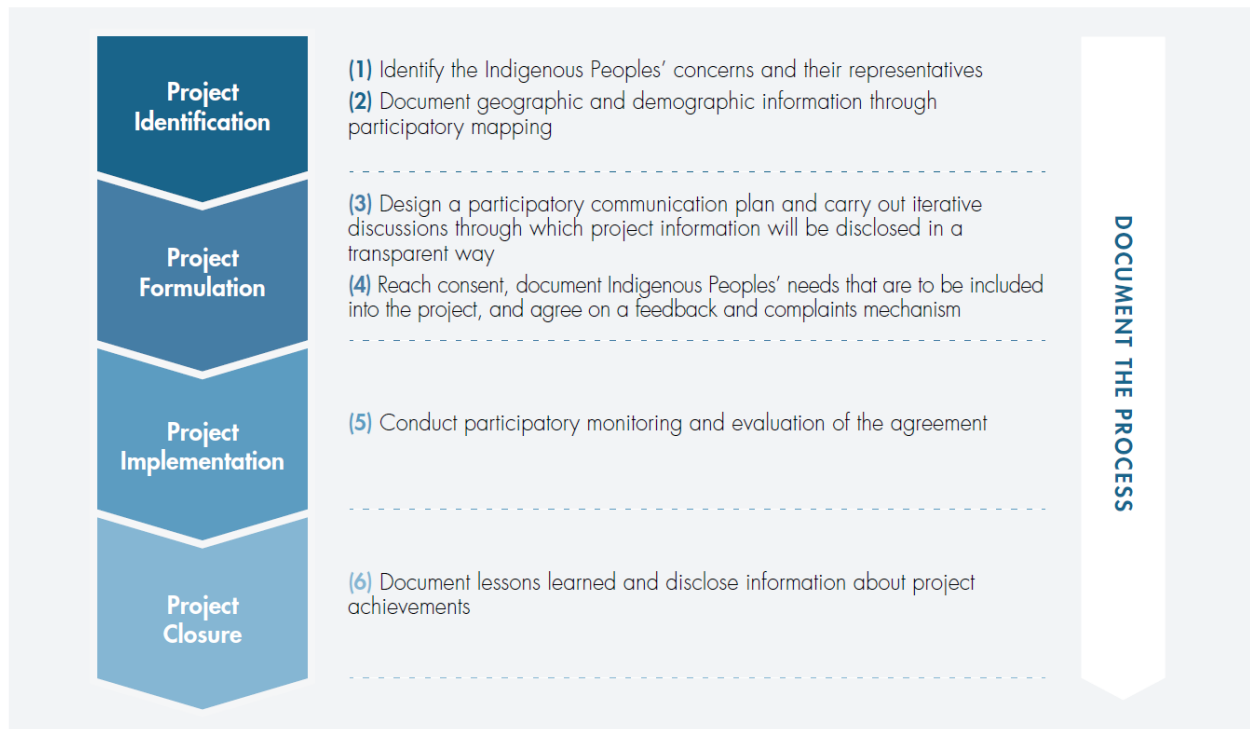 Project
Identification
(1) Identify the Indigenous Peoples’ concerns and their representatives
(2) Document geographic and demographic information through
participatory mapping
Project
Formulation
(3) Design a participatory communication plan and carry out iterative
discussions through which project information will be disclosed in a
transparent way
(4) Reach consent, document Indigenous Peoples’ needs that are to be included
into the project, and agree on a feedback and complaints mechanism
Project
Implementation
(5) Conduct participatory monitoring and evaluation of the agreement
Project
Closure
(6) Document lessons learned and disclose information about project
achievements
DOCUMENT THE PROCESS